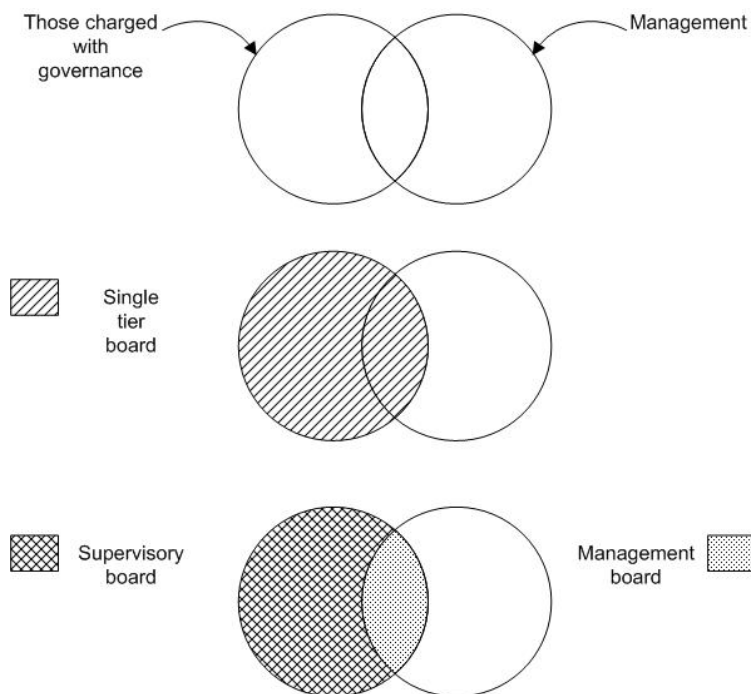 Those charged
with
governance
Management
Single
tier
board
Supervisory
board
Management
board